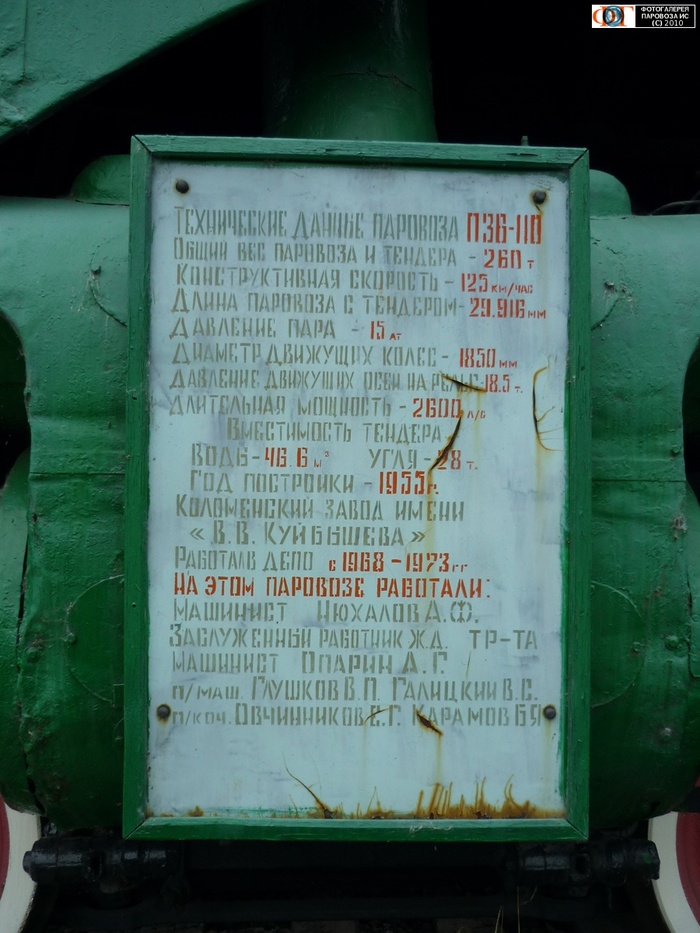 ФОТОГАЛЕРЕЯ
ПАРОВОЗА ИС
(C) 2010
ТЕХНИЧЕСКИЕ ДАННЫЕ ПАРОВОЗА П36-110
ОБЩИЙ ВЕС ПАРОВОЗА И ТЕНДЕРА - 260 Т
КОНСТРУКТИВНАЯ СКОРОСТЬ - 125 КМ/ЧАС
ДЛИНА ПАРОВОЗА С ТЕНДЕРОМ - 29.916 ММ
ДАВЛЕНИЕ ПАРА - 15 АТ
ДИАМЕТР ДВИЖУЩИХ КОЛЕС - 1850 ММ
ДАВЛЕНИЕ ДВИЖУЩИХ ОСЕЙ НА РЕЛЬС - 18.5 Т.
ДЛИТЕЛЬНАЯ МОЩНОСТЬ - 2600 Л/С
ВМЕСТИМОСТЬ ТЕНДЕРА
ВОДЫ - 46.6 М³ УГЛЯ - 28 Т.
ГОД ПОСТРОЙКИ - 1955 г.
КОЛОМЕНСКИЙ ЗАВОД ИМЕНИ
«В.В. КУЙБЫШЕВА»
РАБОТАЛ В ДЕПО С 1968 - 1973 ГГ
НА ЭТОМ ПАРОВОЗЕ РАБОТАЛИ:
МАШИНИСТ НЮХАЛОВ А.Ф.
ЗАСЛУЖЕННЫЙ РАБОТНИК Ж.Д. ТР-ТА
МАШИНИСТ ОПАРИН А.Г.
П/МАШ. ГЛУШКОВ В.П. ГАЛИЦКИЙ В.С.
П/КОЧ. ОВЧИННИКОВ В.Г. КАРАМОВ Б Я